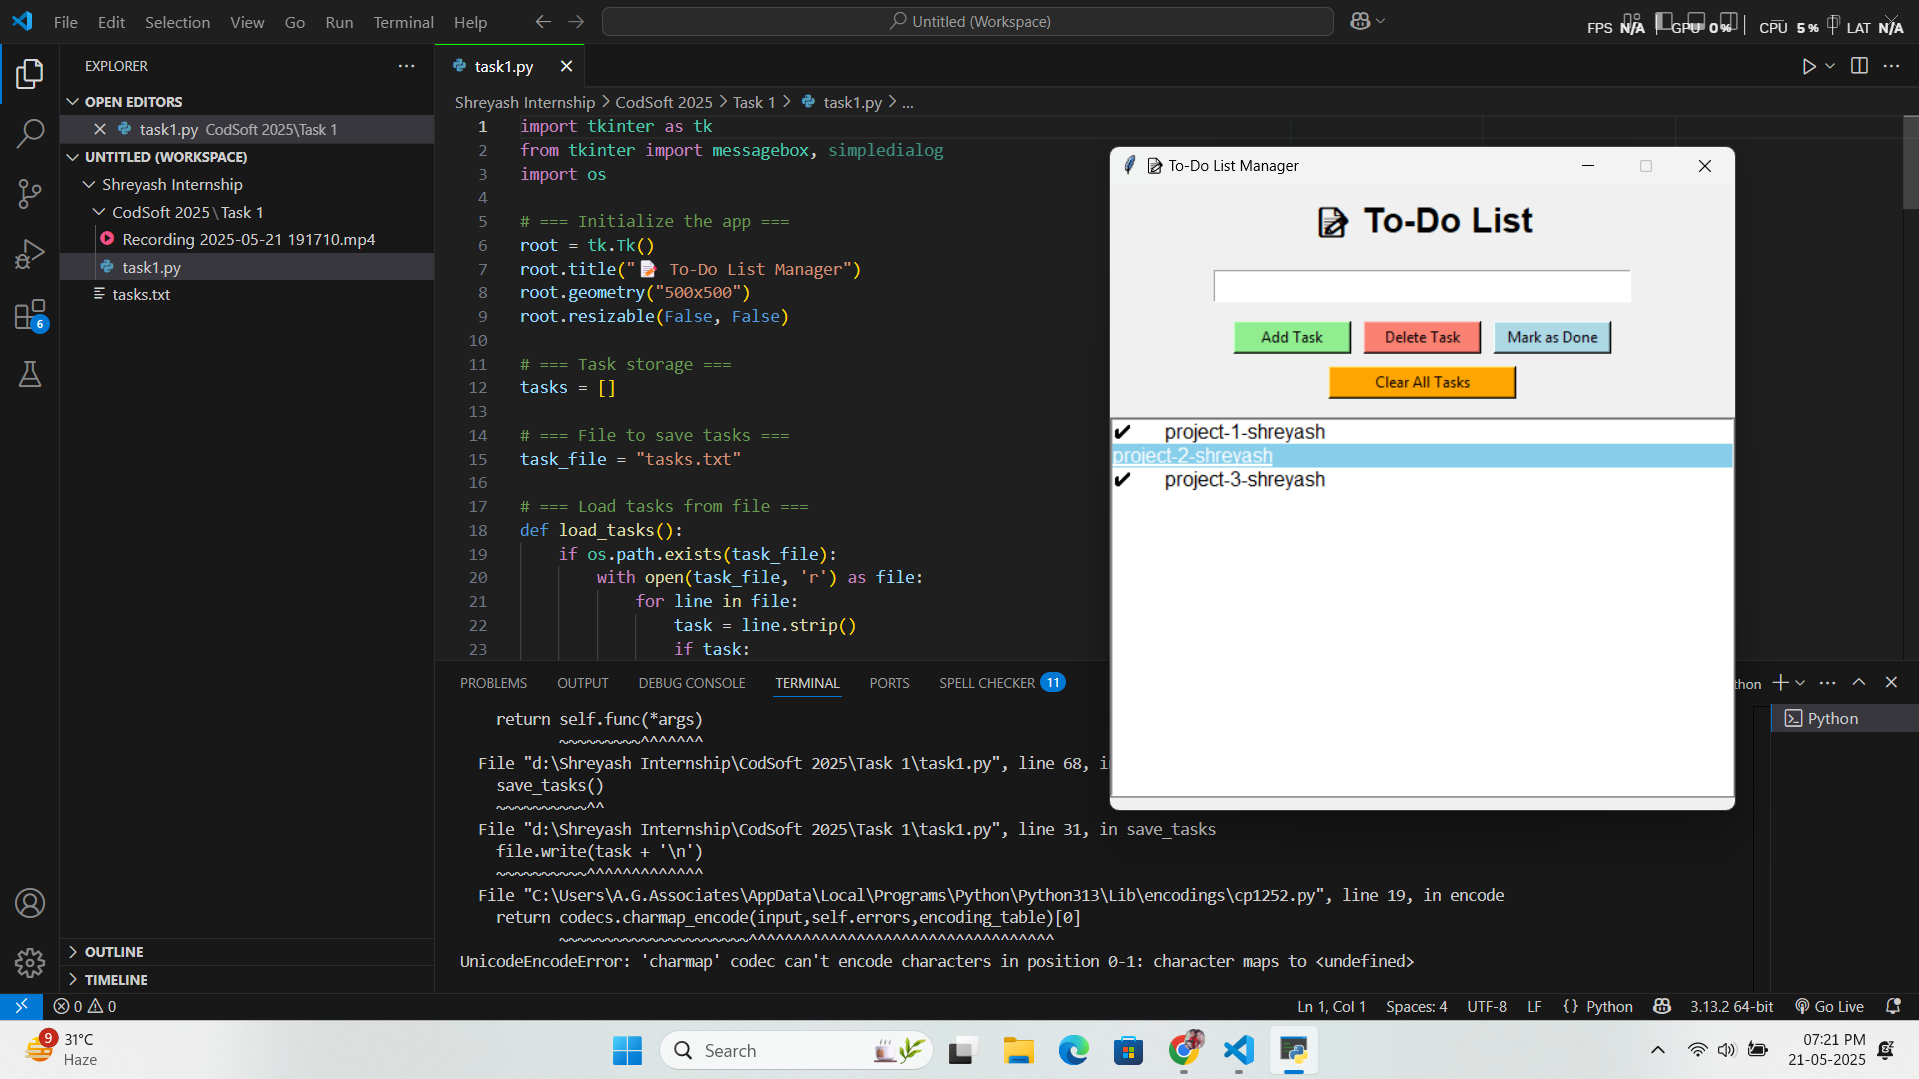 File Edit Selection View Go Run Terminal Help
Untitled (Workspace)
FPS N/A GPU 0% CPU 5% LAT N/A
EXPLORER
OPEN EDITORS
task1.py CodSoft 2025\Task 1
UNTITLED (WORKSPACE)
Shreyash Internship
CodSoft 2025\Task 1
Recording 2025-05-21 191710.mp4
task1.py
tasks.txt
6
OUTLINE
TIMELINE
task1.py
Shreyash Internship > CodSoft 2025 > Task 1 > task1.py > ...
1 import tkinter as tk
2 from tkinter import messagebox, simpledialog
3 import os
4
5 # === Initialize the app ===
6 root = tk.Tk()
7 root.title("📝 To-Do List Manager")
8 root.geometry("500x500")
9 root.resizable(False, False)
10
11 # === Task storage ===
12 tasks = []
13
14 # === File to save tasks ===
15 task_file = "tasks.txt"
16
17 # === Load tasks from file ===
18 def load_tasks():
19 if os.path.exists(task_file):
20 with open(task_file, 'r') as file:
21 for line in file:
22 task = line.strip()
23 if task:
To-Do List Manager
📝 To-Do List
Add Task Delete Task Mark as Done
Clear All Tasks
✔ project-1-shreyash
project-2-shreyash
✔ project-3-shreyash
PROBLEMS OUTPUT DEBUG CONSOLE TERMINAL PORTS SPELL CHECKER 11
thon
Python
return self.func(*args)
~~~~~~~~~^^^^^^^
File "d:\Shreyash Internship\CodSoft 2025\Task 1\task1.py", line 68, i
save_tasks()
~~~~~~~~~~^^
File "d:\Shreyash Internship\CodSoft 2025\Task 1\task1.py", line 31, in save_tasks
file.write(task + '\n')
~~~~~~~~~~^^^^^^^^^^^^^
File "C:\Users\A.G.Associates\AppData\Local\Programs\Python\Python313\Lib\encodings\cp1252.py", line 19, in encode
return codecs.charmap_encode(input,self.errors,encoding_table)[0]
~~~~~~~~~~~~~~~~~~~~~^^^^^^^^^^^^^^^^^^^^^^^^^^^^^^^^^^
UnicodeEncodeError: 'charmap' codec can't encode characters in position 0-1: character maps to <undefined>
0 0
Ln 1, Col 1 Spaces: 4 UTF-8 LF {} Python 3.13.2 64-bit Go Live
9
31°C
Haze
Search
07:21 PM
21-05-2025